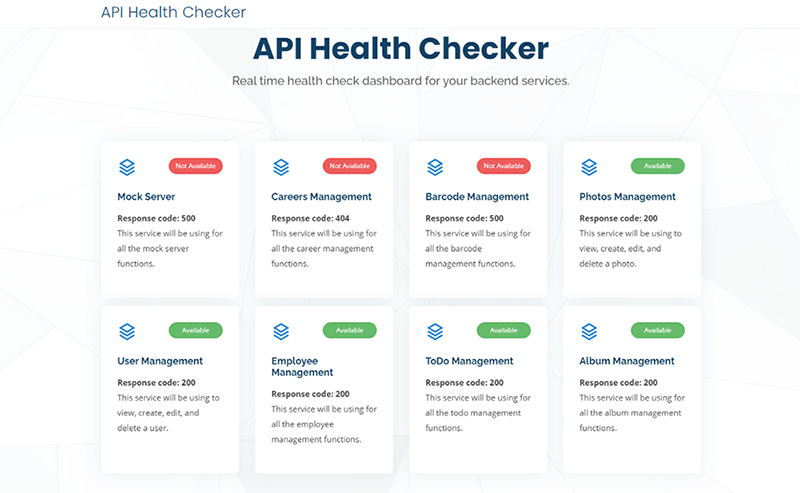 API Health Checker
API Health Checker
Real time health check dashboard for your backend services.
Not Available
Mock Server
Response code: 500
This service will be using for
all the mock server
functions.
Not Available
Careers Management
Response code: 404
This service will be using for
all the career management
functions.
Not Available
Barcode Management
Response code: 500
This service will be using for
all the barcode
management functions.
Available
Photos Management
Response code: 200
This service will be using to
view, create, edit, and
delete a photo.
Available
User Management
Response code: 200
This service will be using to
view, create, edit, and
delete a user.
Available
Employee
Management
Response code: 200
This service will be using for
all the employee
management functions.
Available
ToDo Management
Response code: 200
This service will be using for
all the todo management
functions.
Available
Album Management
Response code: 200
This service will be using for
all the album management
functions.